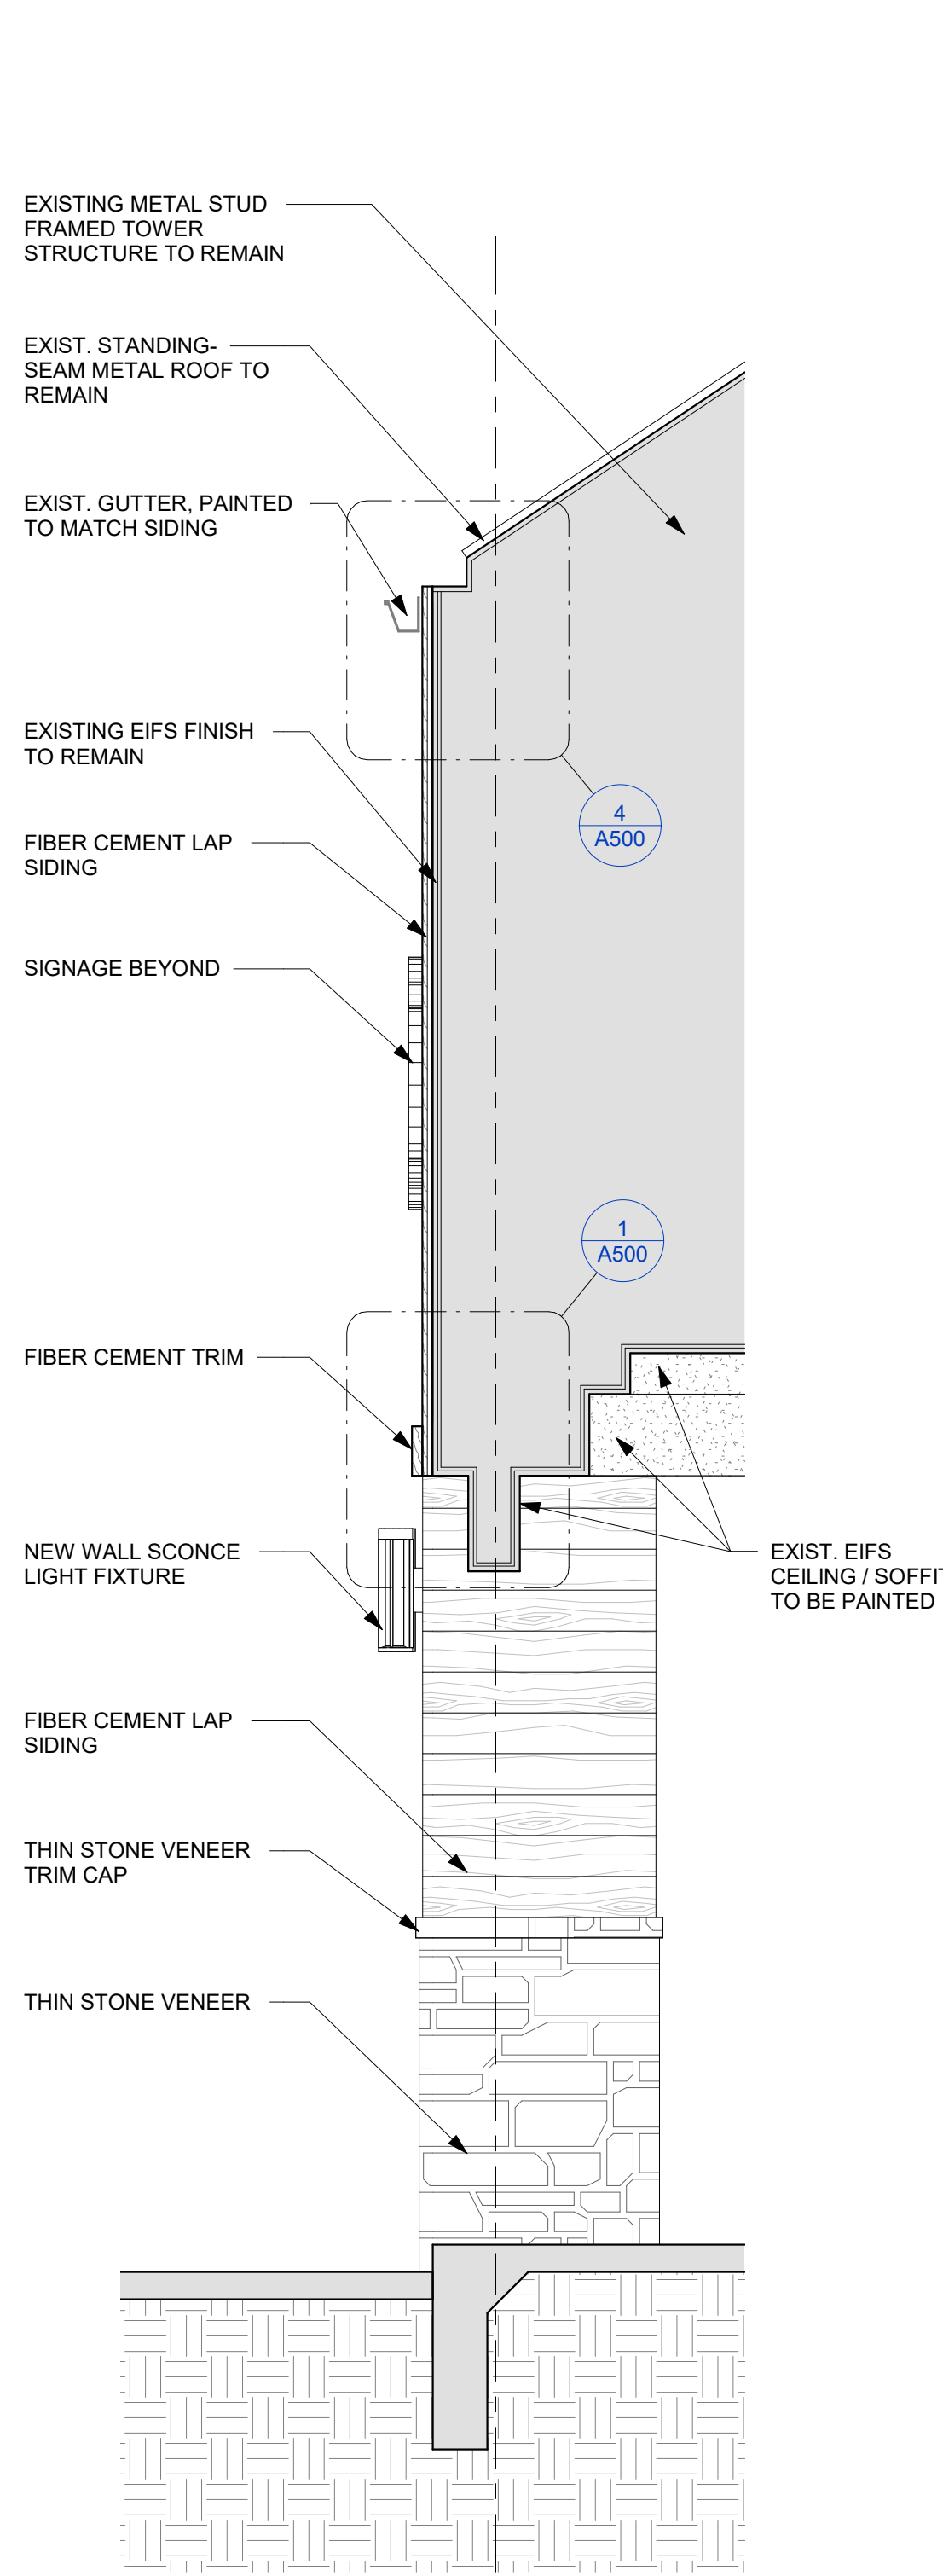 EXISTING METAL STUD
FRAMED TOWER
STRUCTURE TO REMAIN
EXIST. STANDING-
SEAM METAL ROOF TO
REMAIN
EXIST. GUTTER, PAINTED
TO MATCH SIDING
EXISTING EIFS FINISH
TO REMAIN
4
A500
FIBER CEMENT LAP
SIDING
SIGNAGE BEYOND
1
A500
FIBER CEMENT TRIM
NEW WALL SCONCE
LIGHT FIXTURE
EXIST. EIFS
CEILING / SOFFIT
TO BE PAINTED
FIBER CEMENT LAP
SIDING
THIN STONE VENEER
TRIM CAP
THIN STONE VENEER